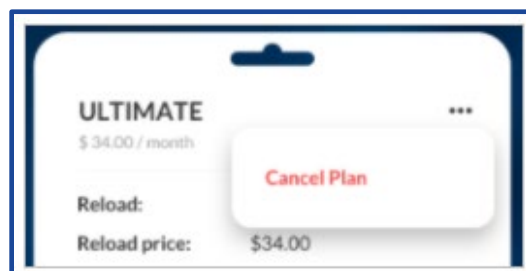 ULTIMATE
$ 34.00 / month
Cancel Plan
Reload:
Reload price: $34.00